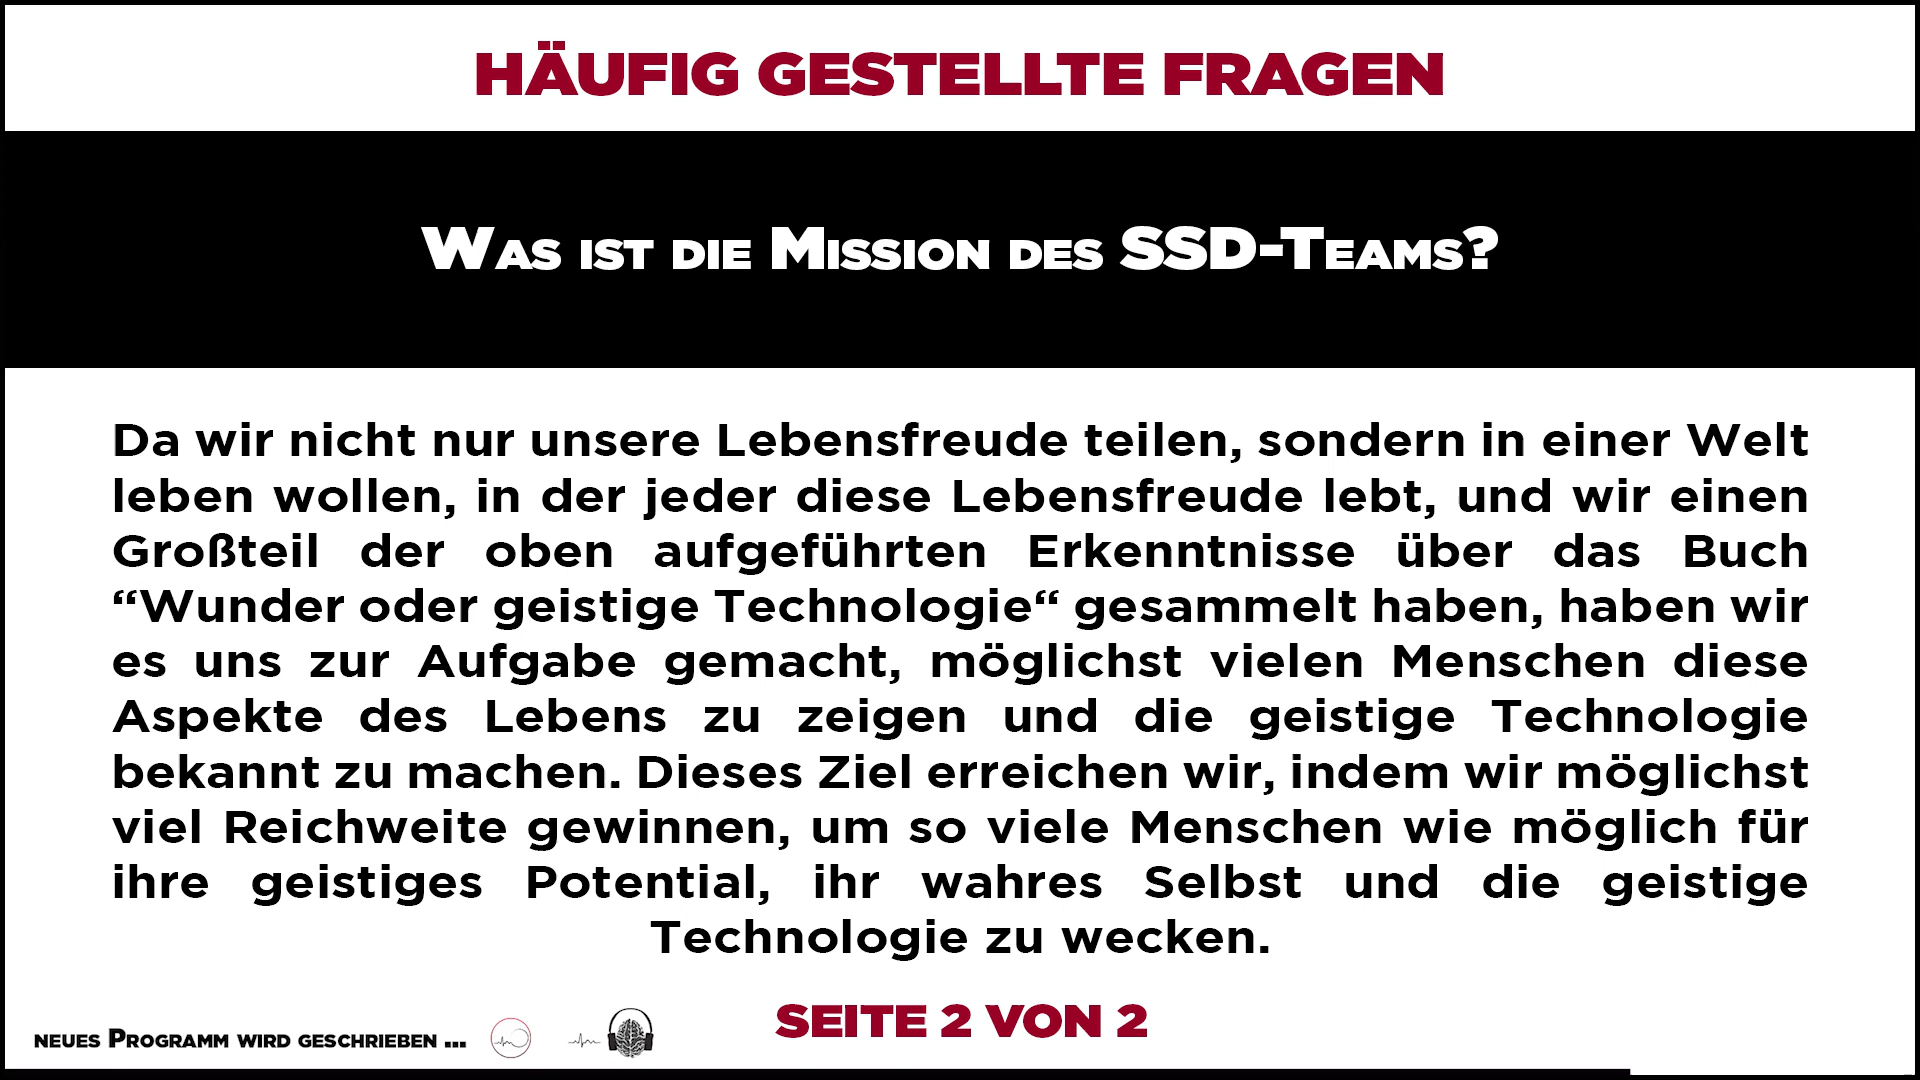 HÄUFIG GESTELLTE FRAGEN
Was ist die Mission des SSD-Teams?
Da wir nicht nur unsere Lebensfreude teilen, sondern in einer Welt
leben wollen, in der jeder diese Lebensfreude lebt, und wir einen
Großteil der oben aufgeführten Erkenntnisse über das Buch
“Wunder oder geistige Technologie“ gesammelt haben, haben wir
es uns zur Aufgabe gemacht, möglichst vielen Menschen diese
Aspekte des Lebens zu zeigen und die geistige Technologie
bekannt zu machen. Dieses Ziel erreichen wir, indem wir möglichst
viel Reichweite gewinnen, um so viele Menschen wie möglich für
ihre geistiges Potential, ihr wahres Selbst und die geistige
Technologie zu wecken.
SEITE 2 VON 2
neues Programm wird geschrieben ...